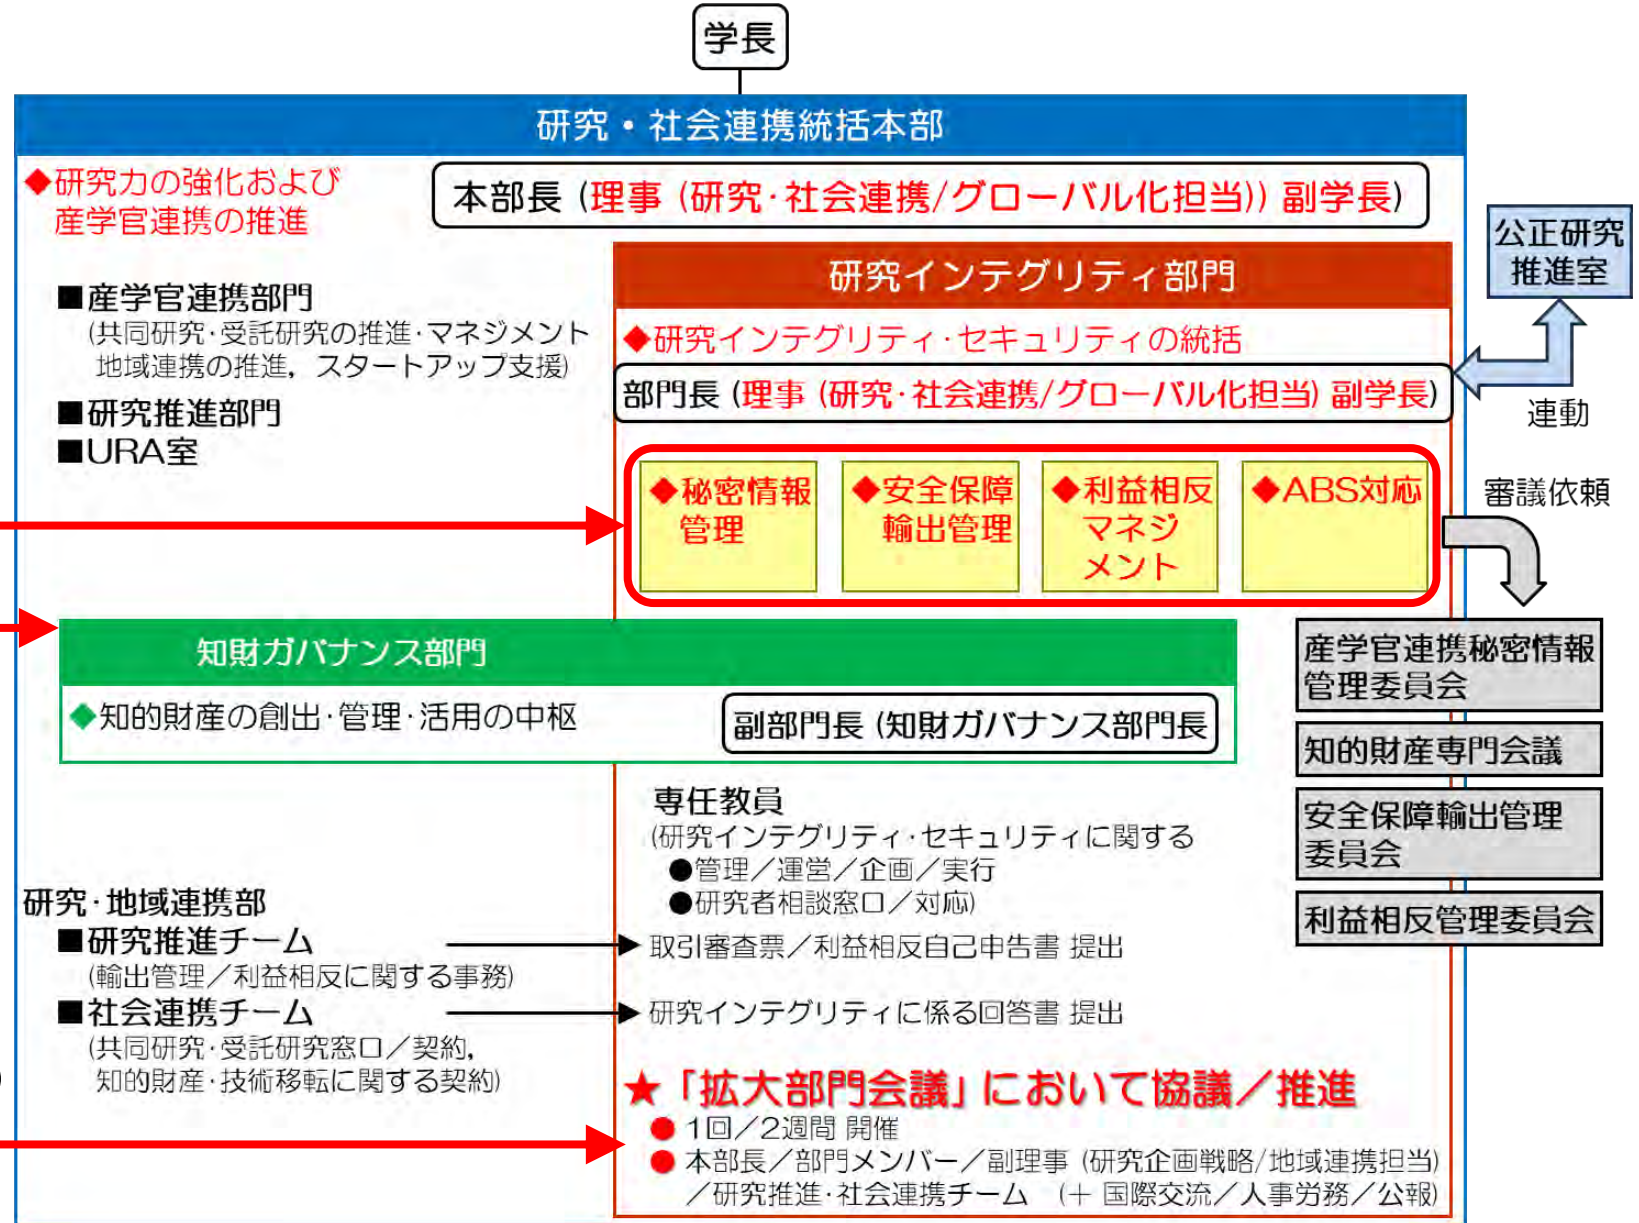 学長
研究・社会連携統括本部
◆研究力の強化および
産学官連携の推進
本部長 (理事 (研究・社会連携/グローバル化担当)) 副学長)
■産学官連携部門
(共同研究・受託研究の推進・マネジメント
地域連携の推進, スタートアップ支援)
■研究推進部門
■URA室
研究インテグリティ部門
◆研究インテグリティ・セキュリティの統括
部門長 (理事 (研究・社会連携/グローバル化担当) 副学長)
公正研究
推進室
連動
◆秘密情報
管理
◆安全保障
輸出管理
◆利益相反
マネジ
メント
◆ABS対応
審議依頼
知財ガバナンス部門
◆知的財産の創出・管理・活用の中枢
副部門長 (知財ガバナンス部門長
産学官連携秘密情報
管理委員会
知的財産専門会議
安全保障輸出管理
委員会
利益相反管理委員会
専任教員
(研究インテグリティ・セキュリティに関する
●管理／運営／企画／実行
●研究者相談窓口／対応)
研究・地域連携部
■研究推進チーム
(輸出管理／利益相反に関する事務)
■社会連携チーム
(共同研究・受託研究窓口／契約,
知的財産・技術移転に関する契約)
取引審査票／利益相反自己申告書 提出
研究インテグリティに係る回答書 提出
)
★「拡大部門会議」において協議／推進
● 1回／2週間 開催
● 本部長／部門メンバー／副理事 (研究企画戦略/地域連携担当)
／研究推進・社会連携チーム (＋ 国際交流／人事労務／公報)